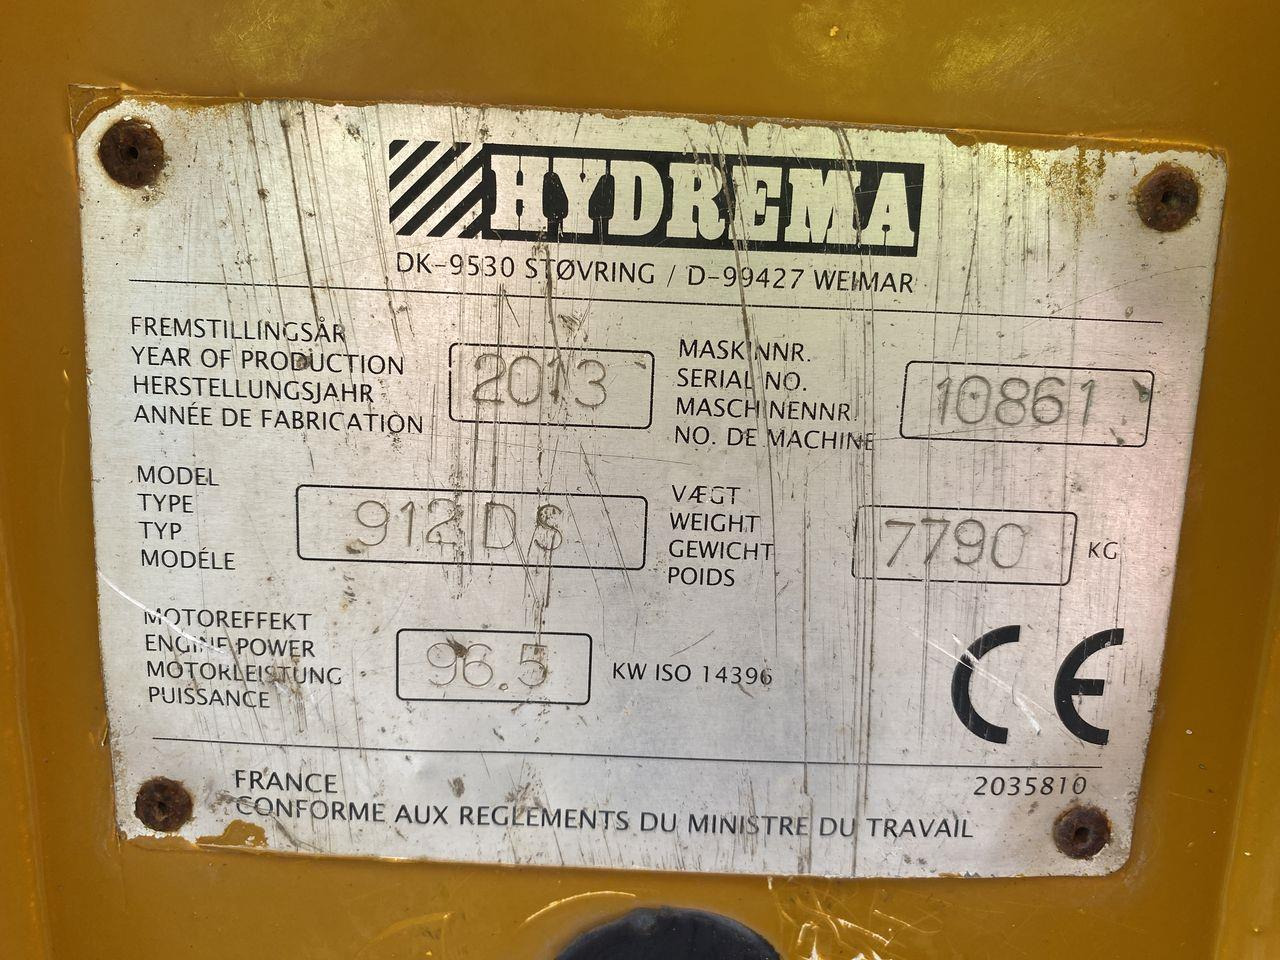 HYDREMA
DK-9530 STØVRING / D-99427 WEIMAR
FREMSTILLINGSÅR
YEAR OF PRODUCTION
HERSTELLUNGSJAHR
ANNÉE DE FABRICATION
2013
MASKINNR.
SERIAL NO.
MASCHINENNR.
NO. DE MACHINE
10861
MODEL
TYPE
TYP
MODÉLE
912 DS
VÆGT
WEIGHT
GEWICHT
POIDS
7790
KG
MOTOREFFEKT
ENGINE POWER
MOTORLEISTUNG
PUISSANCE
96.5
KW ISO 14396
CE
2035810
FRANCE
CONFORME AUX REGLEMENTS DU MINISTRE DU TRAVAIL